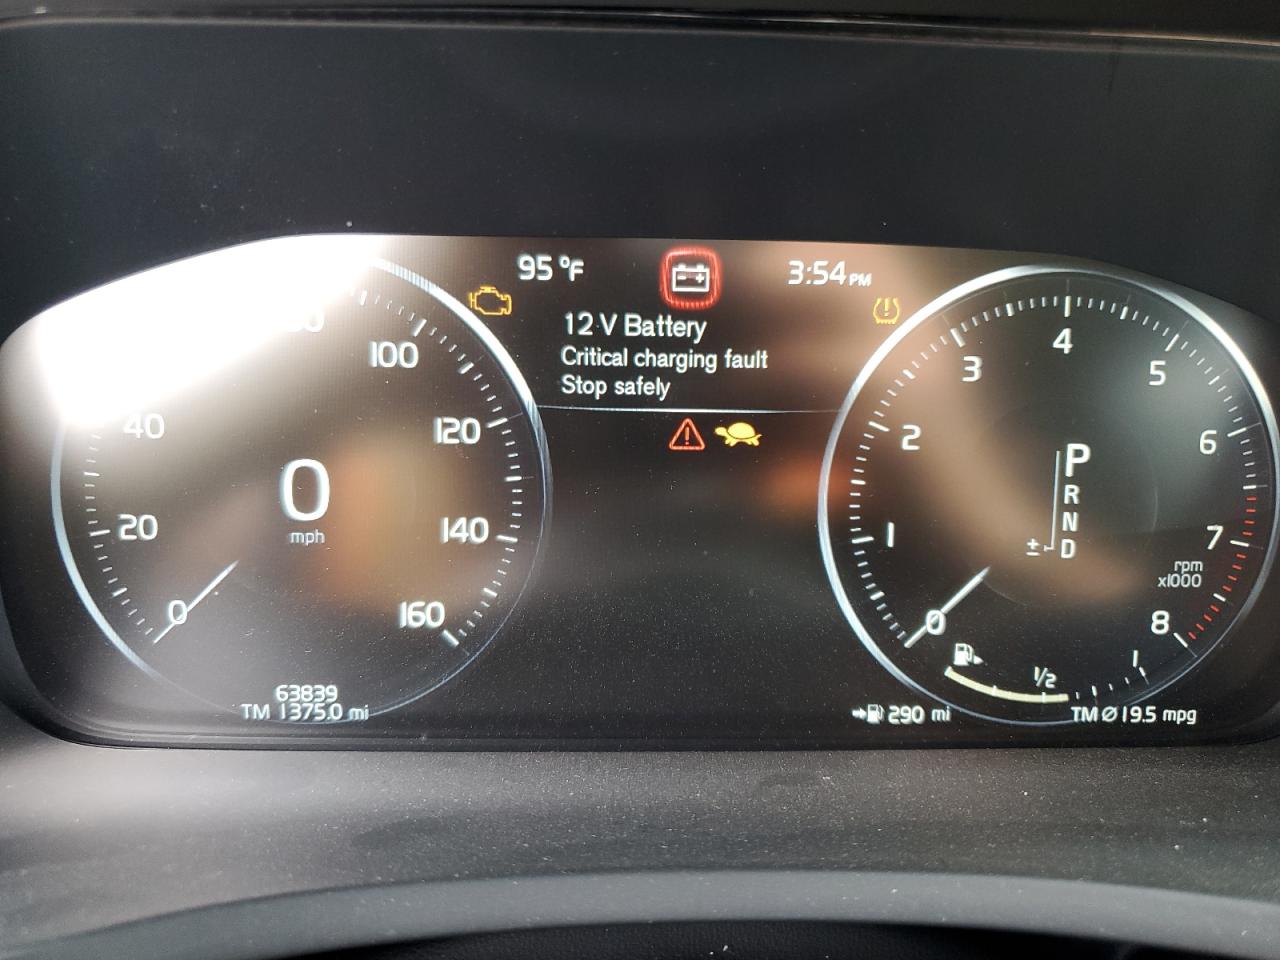 95 °F
3:54 PM
12 V Battery
Critical charging fault
Stop safely
0
20
40
100
120
140
160
0
mph
63839
TM 1375.0 mi
0
1
2
3
4
5
6
7
8
rpm
x1000
P
R
N
± D
1/2
1
290 mi
TM Ø 19.5 mpg